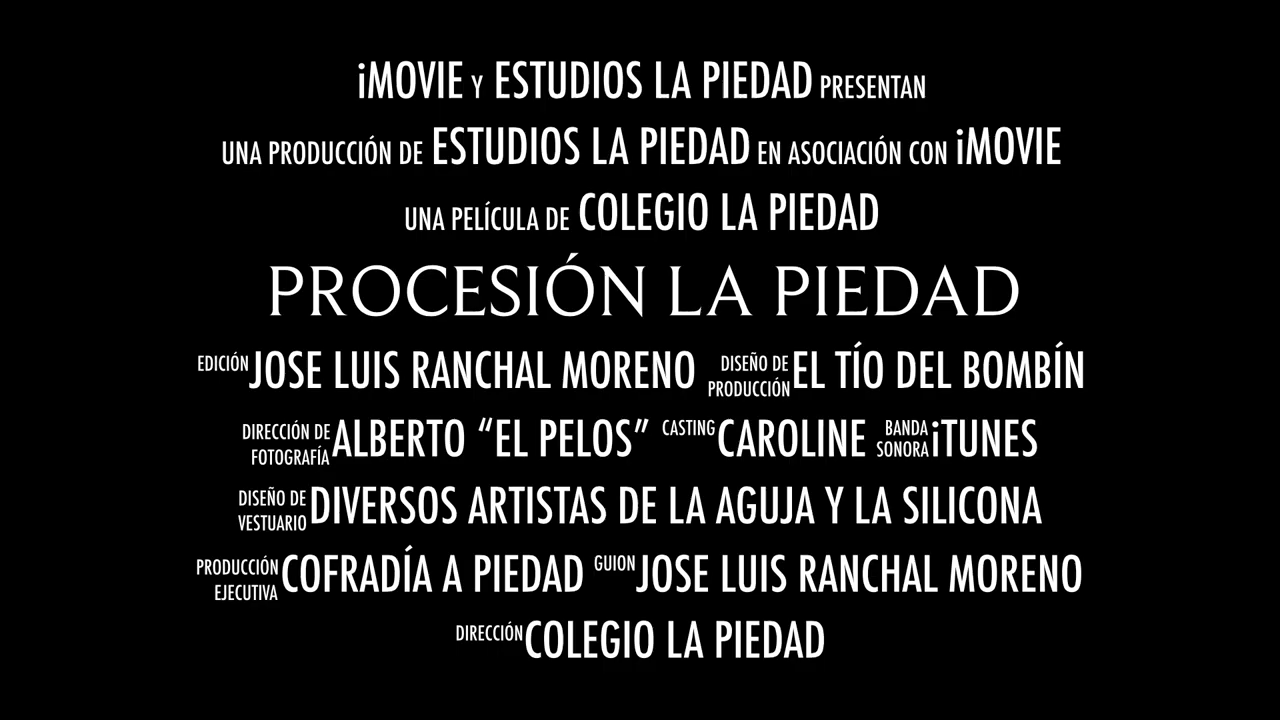 iMOVIE Y ESTUDIOS LA PIEDAD PRESENTAN
UNA PRODUCCIÓN DE ESTUDIOS LA PIEDAD EN ASOCIACIÓN CON iMOVIE
UNA PELÍCULA DE COLEGIO LA PIEDAD
PROCESIÓN LA PIEDAD
EDICIÓN JOSE LUIS RANCHAL MORENO DISEÑO DE PRODUCCIÓN EL TÍO DEL BOMBÍN
DIRECCIÓN DE FOTOGRAFÍA ALBERTO “EL PELOS” CASTING CAROLINE BANDA SONORA iTUNES
DISEÑO DE VESTUARIO DIVERSOS ARTISTAS DE LA AGUJA Y LA SILICONA
PRODUCCIÓN EJECUTIVA COFRADÍA A PIEDAD GUION JOSE LUIS RANCHAL MORENO
DIRECCIÓN COLEGIO LA PIEDAD